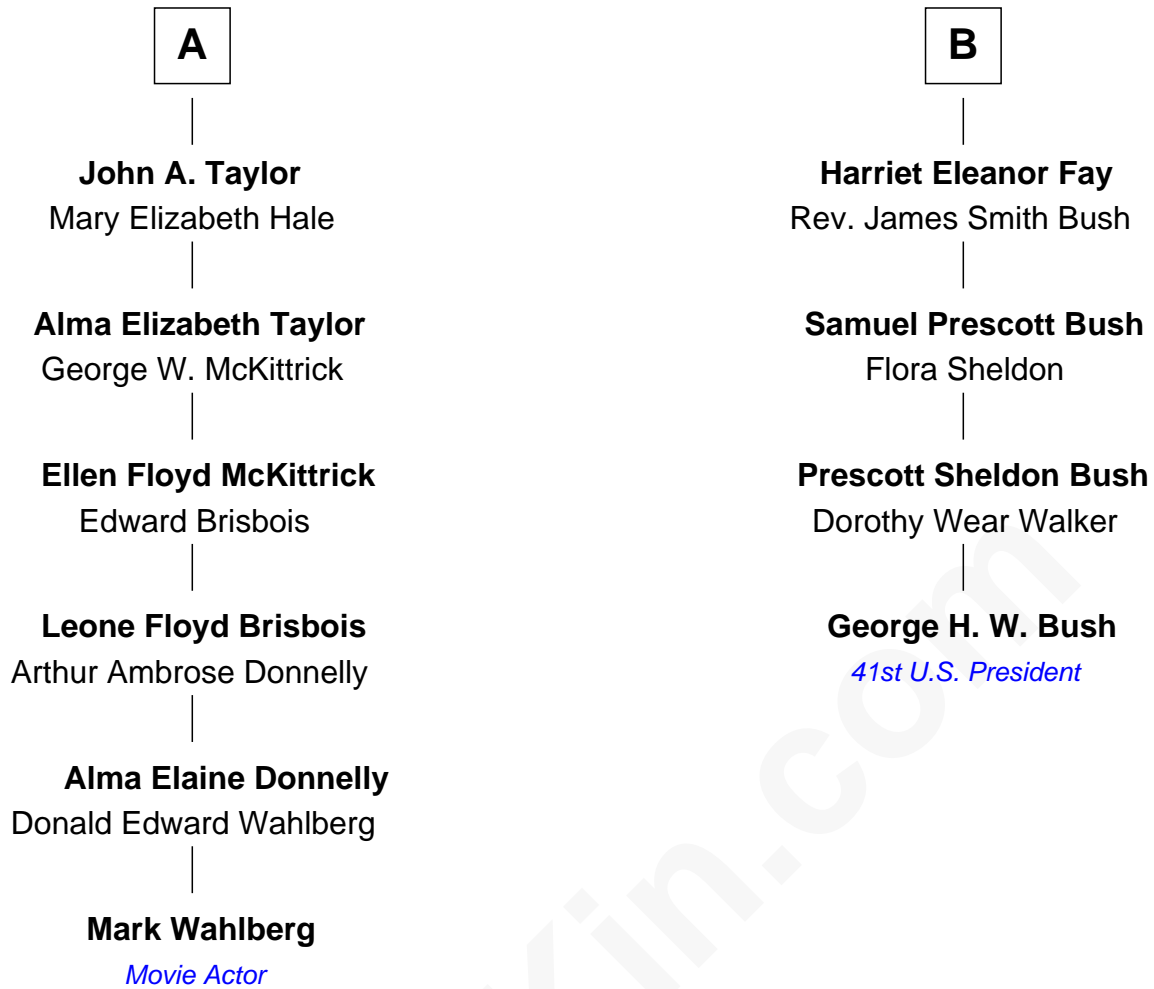 A
John A. Taylor
Mary Elizabeth Hale
Alma Elizabeth Taylor
George W. McKittrick
Ellen Floyd McKittrick
Edward Brisbois
Leone Floyd Brisbois
Arthur Ambrose Donnelly
Alma Elaine Donnelly
Donald Edward Wahlberg
Mark Wahlberg
Movie Actor
B
Harriet Eleanor Fay
Rev. James Smith Bush
Samuel Prescott Bush
Flora Sheldon
Prescott Sheldon Bush
Dorothy Wear Walker
George H. W. Bush
41st U.S. President
Kin.com